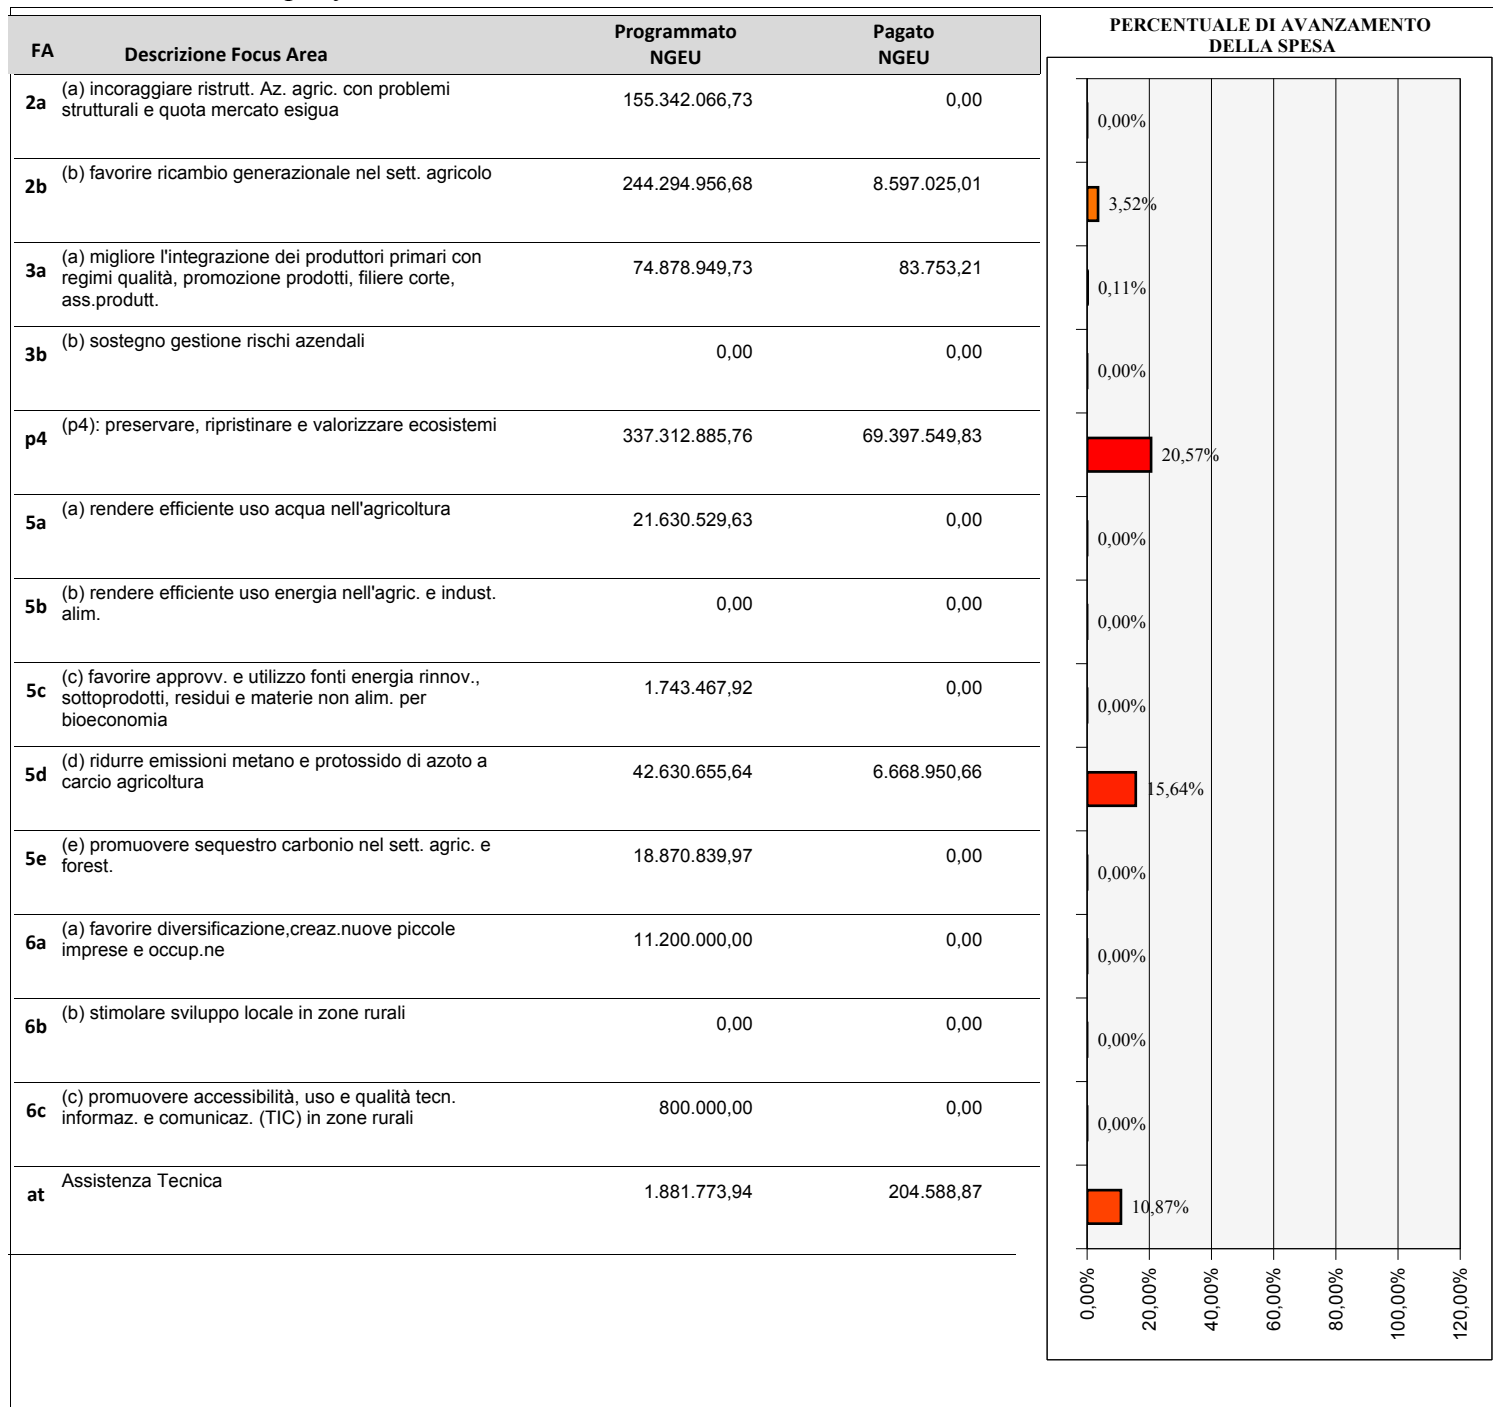 FA Descrizione Focus Area Programmato NGEU Pagato NGEU
PERCENTUALE DI AVANZAMENTO
DELLA SPESA
2a (a) incoraggiare ristrutt. Az. agric. con problemi
strutturali e quota mercato esigua 155.342.066,73 0,00
0,00%
2b (b) favorire ricambio generazionale nel sett. agricolo 244.294.956,68 8.597.025,01
3,52%
3a (a) migliore l'integrazione dei produttori primari con
regimi qualità, promozione prodotti, filiere corte,
ass.produtt. 74.878.949,73 83.753,21
0,11%
3b (b) sostegno gestione rischi azendali 0,00 0,00
0,00%
p4 (p4): preservare, ripristinare e valorizzare ecosistemi 337.312.885,76 69.397.549,83
20,57%
5a (a) rendere efficiente uso acqua nell'agricoltura 21.630.529,63 0,00
0,00%
5b (b) rendere efficiente uso energia nell'agric. e indust.
alim. 0,00 0,00
0,00%
5c (c) favorire approvv. e utilizzo fonti energia rinnov.,
sottoprodotti, residui e materie non alim. per
bioeconomia 1.743.467,92 0,00
0,00%
5d (d) ridurre emissioni metano e protossido di azoto a
carcio agricoltura 42.630.655,64 6.668.950,66
15,64%
5e (e) promuovere sequestro carbonio nel sett. agric. e
forest. 18.870.839,97 0,00
0,00%
6a (a) favorire diversificazione,creaz.nuove piccole
imprese e occup.ne 11.200.000,00 0,00
0,00%
6b (b) stimolare sviluppo locale in zone rurali 0,00 0,00
0,00%
6c (c) promuovere accessibilità, uso e qualità tecn.
informaz. e comunicaz. (TIC) in zone rurali 800.000,00 0,00
0,00%
at Assistenza Tecnica 1.881.773,94 204.588,87
10,87%
0,00% 20,00% 40,00% 60,00% 80,00% 100,00% 120,00%